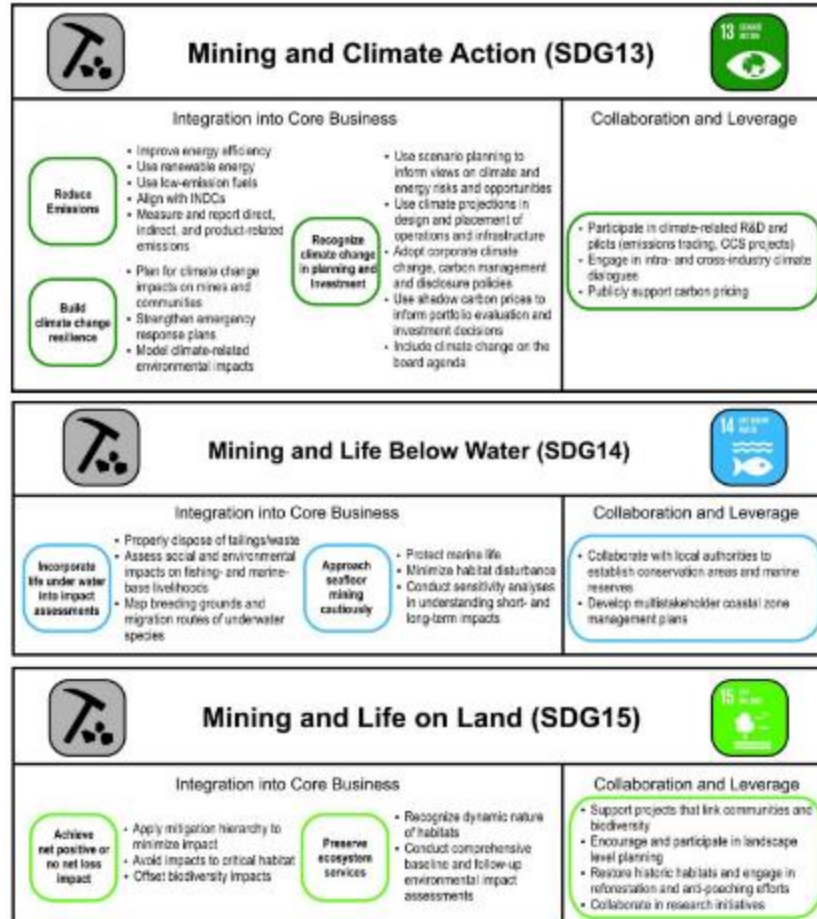 Mining and Climate Action (SDG13)
13 CLIMATE
ACTION
Integration into Core Business
Reduce
Emissions
• Improve energy efficiency
• Use renewable energy
• Use low-emission fuels
• Align with INDCs
• Measure and report direct,
indirect, and product-related
emissions
Build
climate change
resilience
• Plan for climate change
impacts on mines and
communities
• Strengthen emergency
response plans
• Model climate-related
environmental impacts
Recognize
climate change
in planning and
Investment
• Use scenario planning to
inform views on climate and
energy risks and opportunities
• Use climate projections in
design and placement of
operations and infrastructure
• Adopt corporate climate
change, carbon management
and disclosure policies
• Use shadow carbon prices to
inform portfolio evaluation and
investment decisions
• Include climate change on the
board agenda
Collaboration and Leverage
• Participate in climate-related R&D and
pilots (emissions trading, CCS projects)
• Engage in intra- and cross-industry climate
dialogues
• Publicly support carbon pricing
Mining and Life Below Water (SDG14)
14
Integration into Core Business
Incorporate
life under water
into impact
assessments
• Properly dispose of tailings/waste
• Assess social and environmental
impacts on fishing- and marine-
base livelihoods
• Map breeding grounds and
migration routes of underwater
species
Approach
seafloor
mining
cautiously
• Protect marine life
• Minimize habitat disturbance
• Conduct sensitivity analyses
in understanding short- and
long-term impacts
Collaboration and Leverage
• Collaborate with local authorities to
establish conservation areas and marine
reserves
• Develop multistakeholder coastal zone
management plans
Mining and Life on Land (SDG15)
15
Integration into Core Business
Achieve
net positive or
no net loss
impact
• Apply mitigation hierarchy to
minimize impact
• Avoid impacts to critical habitat
• Offset biodiversity impacts
Preserve
ecosystem
services
• Recognize dynamic nature
of habitats
• Conduct comprehensive
baseline and follow-up
environmental impact
assessments
Collaboration and Leverage
• Support projects that link communities and
biodiversity
• Encourage and participate in landscape
level planning
• Restore historic habitats and engage in
reforestation and anti-poaching efforts
• Collaborate in research initiatives